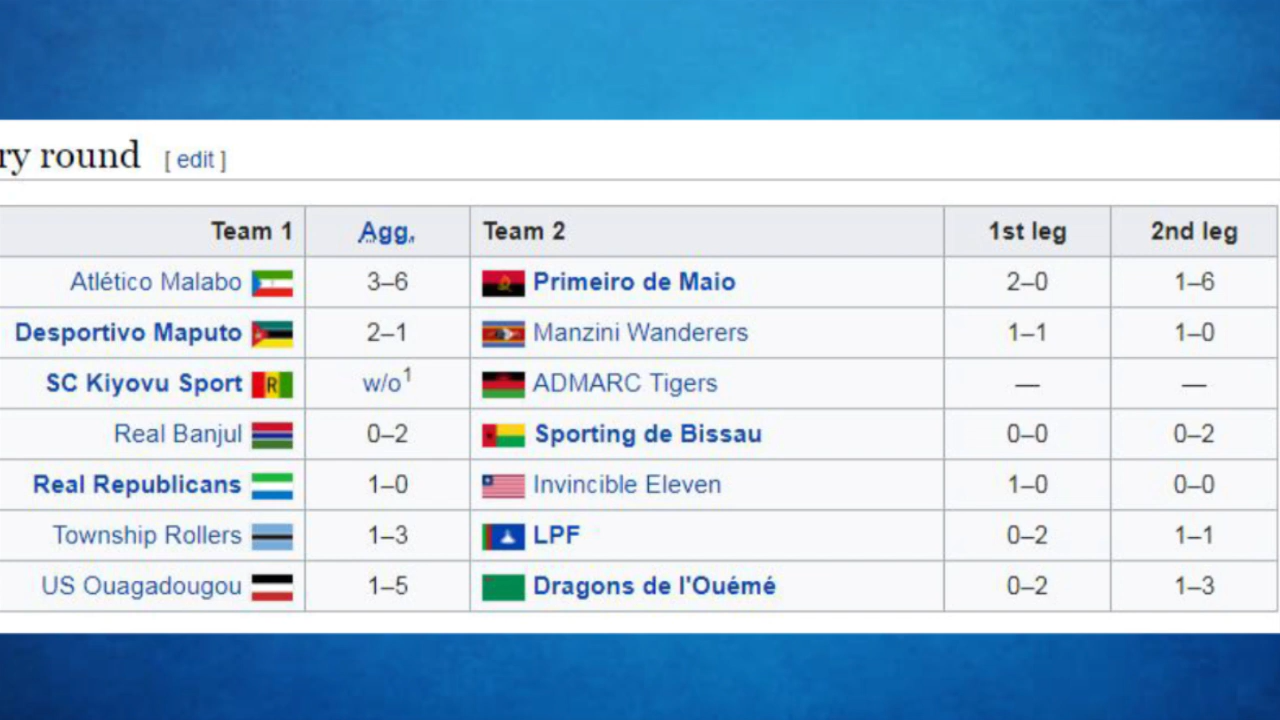 ry round [ edit ]
Team 1 Agg. Team 2 1st leg 2nd leg
Atlético Malabo 3–6 Primeiro de Maio 2–0 1–6
Desportivo Maputo 2–1 Manzini Wanderers 1–1 1–0
SC Kiyovu Sport R w/o1 ADMARC Tigers — —
Real Banjul 0–2 Sporting de Bissau 0–0 0–2
Real Republicans 1–0 Invincible Eleven 1–0 0–0
Township Rollers 1–3 LPF 0–2 1–1
US Ouagadougou 1–5 Dragons de l'Ouémé 0–2 1–3